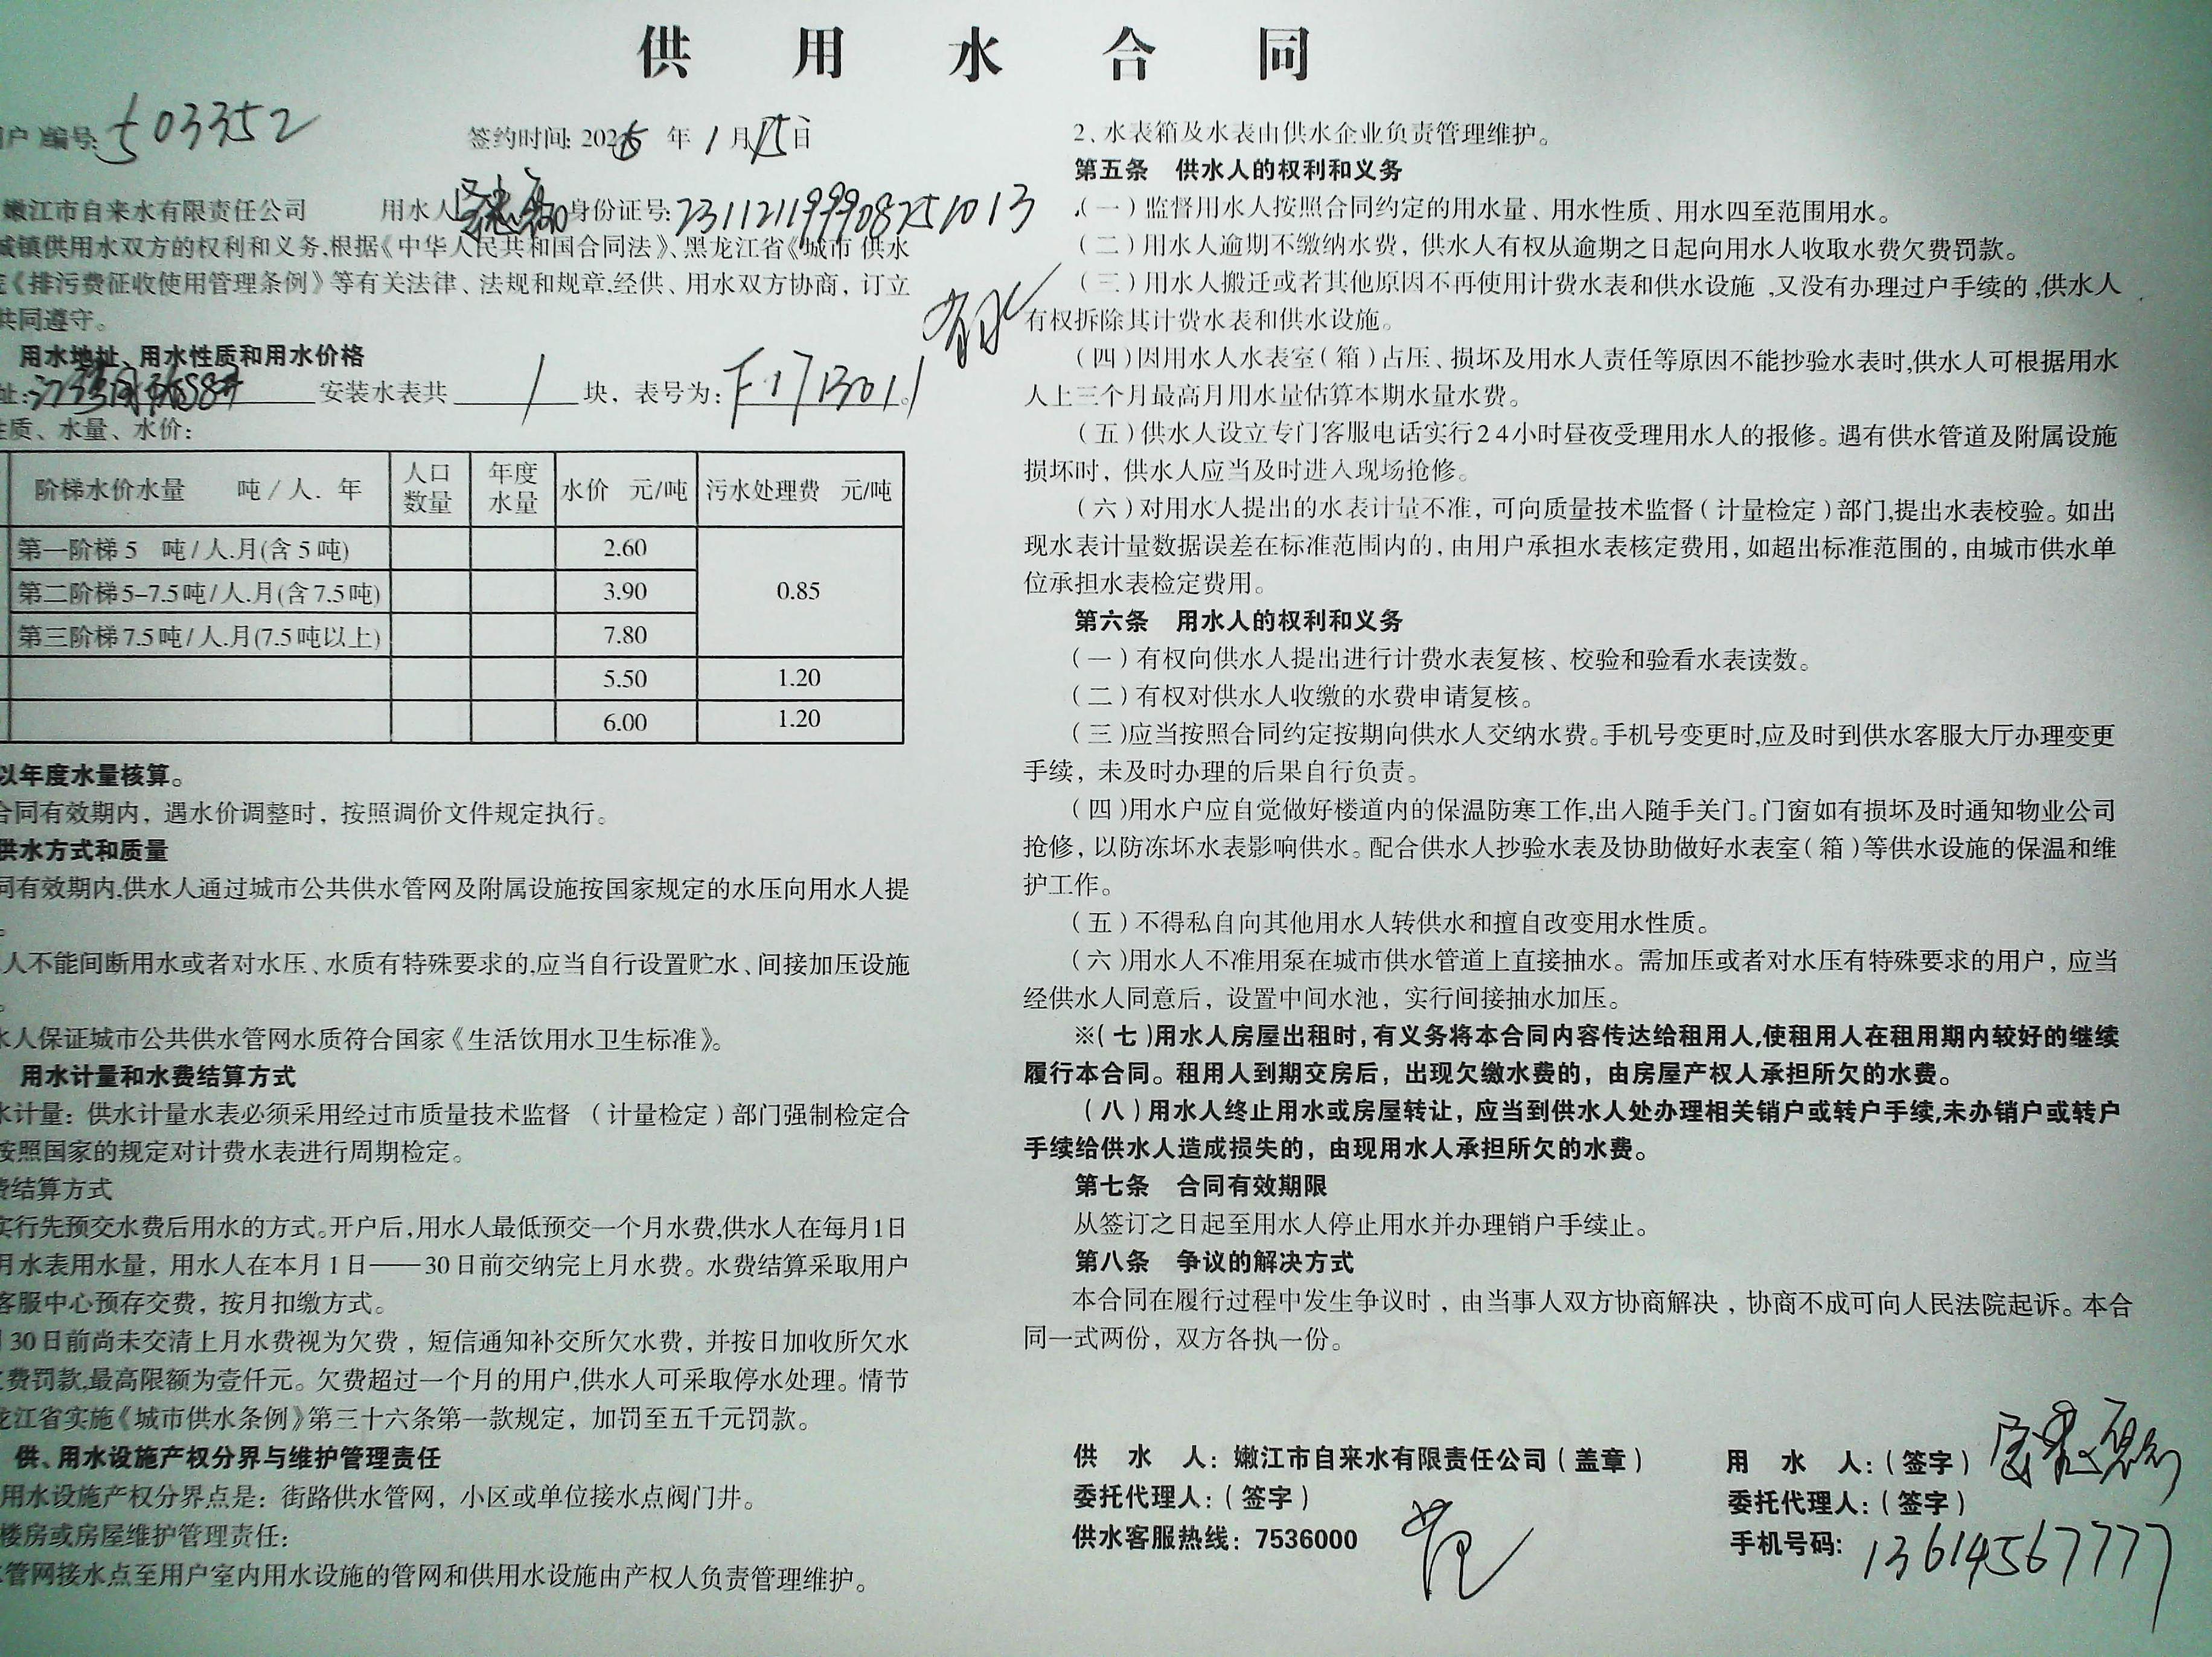 供用水合同
户)编号:503352 签约时间:202 年1月15日
嫩江市自来水有限责任公司 用水人 身份证号:
城镇供用水双方的权利和义务,根据《中华人民共和国合同法》、黑龙江省《城市 供水
《排污费征收使用管理条例》等有关法律、法规和规章,经供、用水双方协商,订立
共同遵守。
用水地址、用水性质和用水价格
址: 安装水表共 1 块,表号为:
性质、水量、水价:
阶梯水价水量 吨/人.年 人口数量 年度水量 水价 元/吨 污水处理费 元/吨
第一阶梯5 吨/人.月(含5吨) 2.60
第二阶梯5-7.5吨/人.月(含7.5吨) 3.90 0.85
第三阶梯7.5吨/人.月(7.5吨以上) 7.80
5.50 1.20
6.00 1.20
以年度水量核算。
合同有效期内,遇水价调整时,按照调价文件规定执行。
供水方式和质量
同有效期内,供水人通过城市公共供水管网及附属设施按国家规定的水压向用水人提
。
人不能间断用水或者对水压、水质有特殊要求的,应当自行设置贮水、间接加压设施
。
水人保证城市公共供水管网水质符合国家《生活饮用水卫生标准》。
用水计量和水费结算方式
水计量:供水计量水表必须采用经过市质量技术监督 (计量检定)部门强制检定合
按照国家的规定对计费水表进行周期检定。
费结算方式
实行先预交水费后用水的方式。开户后,用水人最低预交一个月水费,供水人在每月1日
月水表用水量,用水人在本月1日——30日前交纳完上月水费。水费结算采取用户
客服中心预存交费,按月扣缴方式。
30日前尚未交清上月水费视为欠费,短信通知补交所欠水费,并按日加收所欠水
费罚款,最高限额为壹仟元。欠费超过一个月的用户,供水人可采取停水处理。情节
龙江省实施《城市供水条例》第三十六条第一款规定,加罚至五千元罚款。
供、用水设施产权分界与维护管理责任
用水设施产权分界点是:街路供水管网,小区或单位接水点阀门井。
楼房或房屋维护管理责任:
管网接水点至用户室内用水设施的管网和供用水设施由产权人负责管理维护。
2、水表箱及水表由供水企业负责管理维护。
第五条 供水人的权利和义务
(一)监督用水人按照合同约定的用水量、用水性质、用水四至范围用水。
(二)用水人逾期不缴纳水费,供水人有权从逾期之日起向用水人收取水费欠费罚款。
(三)用水人搬迁或者其他原因不再使用计费水表和供水设施,又没有办理过户手续的,供水人
有权拆除其计费水表和供水设施。
(四)因用水人水表室(箱)占压、损坏及用水人责任等原因不能抄验水表时,供水人可根据用水
人上三个月最高月用水量估算本期水量水费。
(五)供水人设立专门客服电话实行24小时昼夜受理用水人的报修。遇有供水管道及附属设施
损坏时,供水人应当及时进入现场抢修。
(六)对用水人提出的水表计量不准,可向质量技术监督(计量检定)部门,提出水表校验。如出
现水表计量数据误差在标准范围内的,由用户承担水表核定费用,如超出标准范围的,由城市供水单
位承担水表检定费用。
第六条 用水人的权利和义务
(一)有权向供水人提出进行计费水表复核、校验和验看水表读数。
(二)有权对供水人收缴的水费申请复核。
(三)应当按照合同约定按期向供水人交纳水费。手机号变更时,应及时到供水客服大厅办理变更
手续,未及时办理的后果自行负责。
(四)用水户应自觉做好楼道内的保温防寒工作,出入随手关门。门窗如有损坏及时通知物业公司
抢修,以防冻坏水表影响供水。配合供水人抄验水表及协助做好水表室(箱)等供水设施的保温和维
护工作。
(五)不得私自向其他用水人转供水和擅自改变用水性质。
(六)用水人不准用泵在城市供水管道上直接抽水。需加压或者对水压有特殊要求的用户,应当
经供水人同意后,设置中间水池,实行间接抽水加压。
※(七)用水人房屋出租时,有义务将本合同内容传达给租用人,使租用人在租用期内较好的继续
履行本合同。租用人到期交房后,出现欠缴水费的,由房屋产权人承担所欠的水费。
(八)用水人终止用水或房屋转让,应当到供水人处办理相关销户或转户手续,未办销户或转户
手续给供水人造成损失的,由现用水人承担所欠的水费。
第七条 合同有效期限
从签订之日起至用水人停止用水并办理销户手续止。
第八条 争议的解决方式
本合同在履行过程中发生争议时,由当事人双方协商解决,协商不成可向人民法院起诉。本合
同一式两份,双方各执一份。
供水人:嫩江市自来水有限责任公司(盖章) 用水人:(签字)
委托代理人:(签字) 委托代理人:(签字)
供水客服热线:7536000 手机号码:13614567777